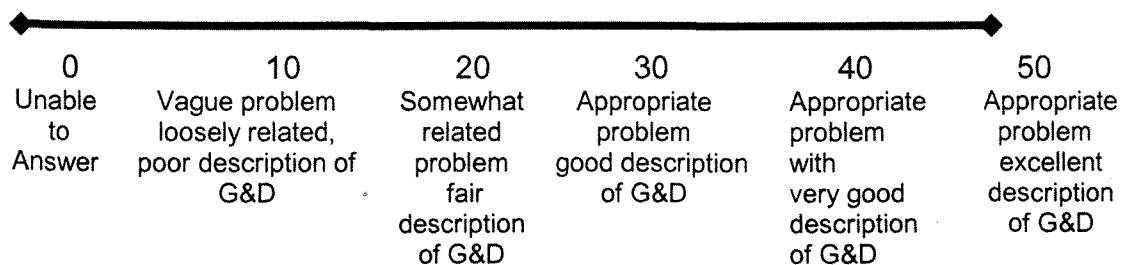 0
Unable
to
Answer
10
Vague problem
loosely related,
poor description of
G&D
20
Somewhat
related
problem
fair
description
of G&D
30
Appropriate
problem
good description
of G&D
40
Appropriate
problem
with
very good
description
of G&D
50
Appropriate
problem
excellent
description
of G&D